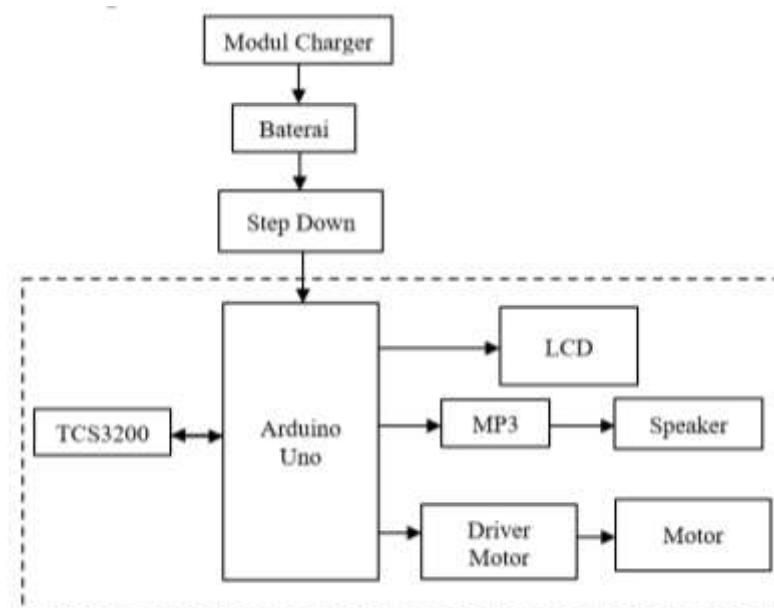 Modul Charger
Baterai
Step Down
LCD
TCS3200
Arduino
Uno
MP3
Speaker
Driver
Motor
Motor